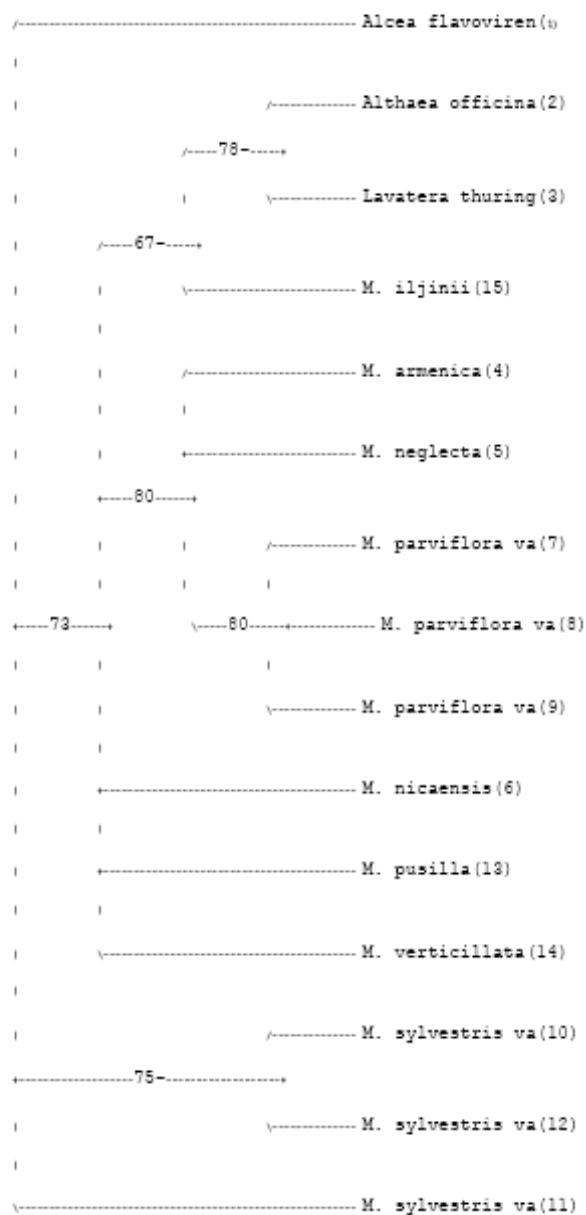 Alcea flavoviren(1)
Althaea officina(2)
78
Lavatera thuring(3)
67
M. iljinii(15)
M. armenica(4)
M. neglecta(5)
80
M. parviflora va(7)
73 80 M. parviflora va(8)
M. parviflora va(9)
M. nicaensis(6)
M. pusilla(13)
M. verticillata(14)
M. sylvestris va(10)
75
M. sylvestris va(12)
M. sylvestris va(11)